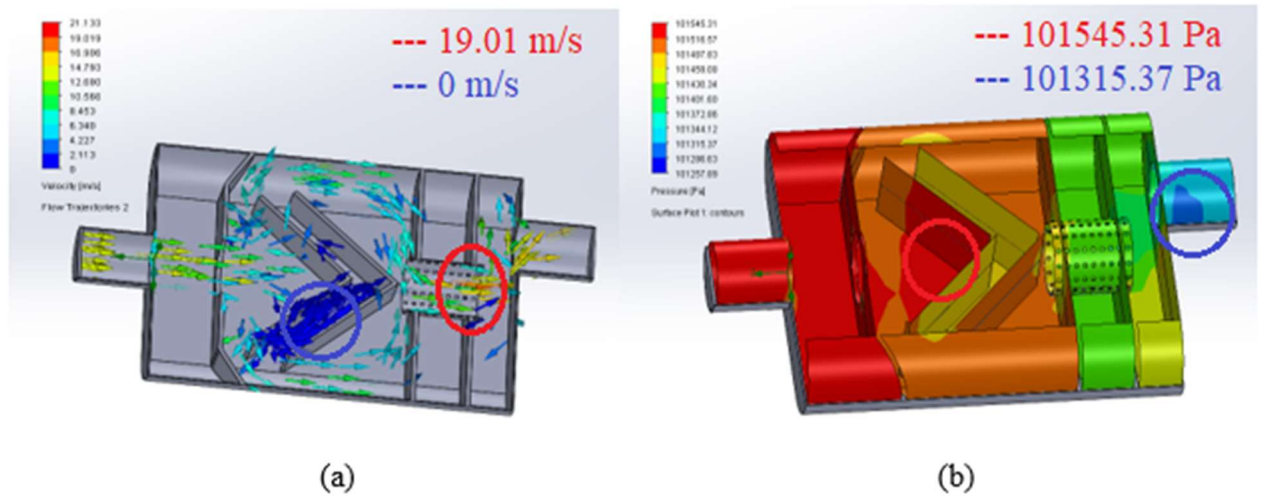 21.133
19.019
16.906
14.793
12.680
10.566
8.453
6.340
4.227
2.113
0
Velocity [m/s]
Flow Trajectories 2
--- 19.01 m/s
--- 0 m/s
(a)
101545.31
101516.57
101487.83
101459.09
101430.34
101401.60
101372.86
101344.12
101315.37
101286.63
101257.89
Pressure [Pa]
Surface Plot 1: contours
--- 101545.31 Pa
--- 101315.37 Pa
(b)